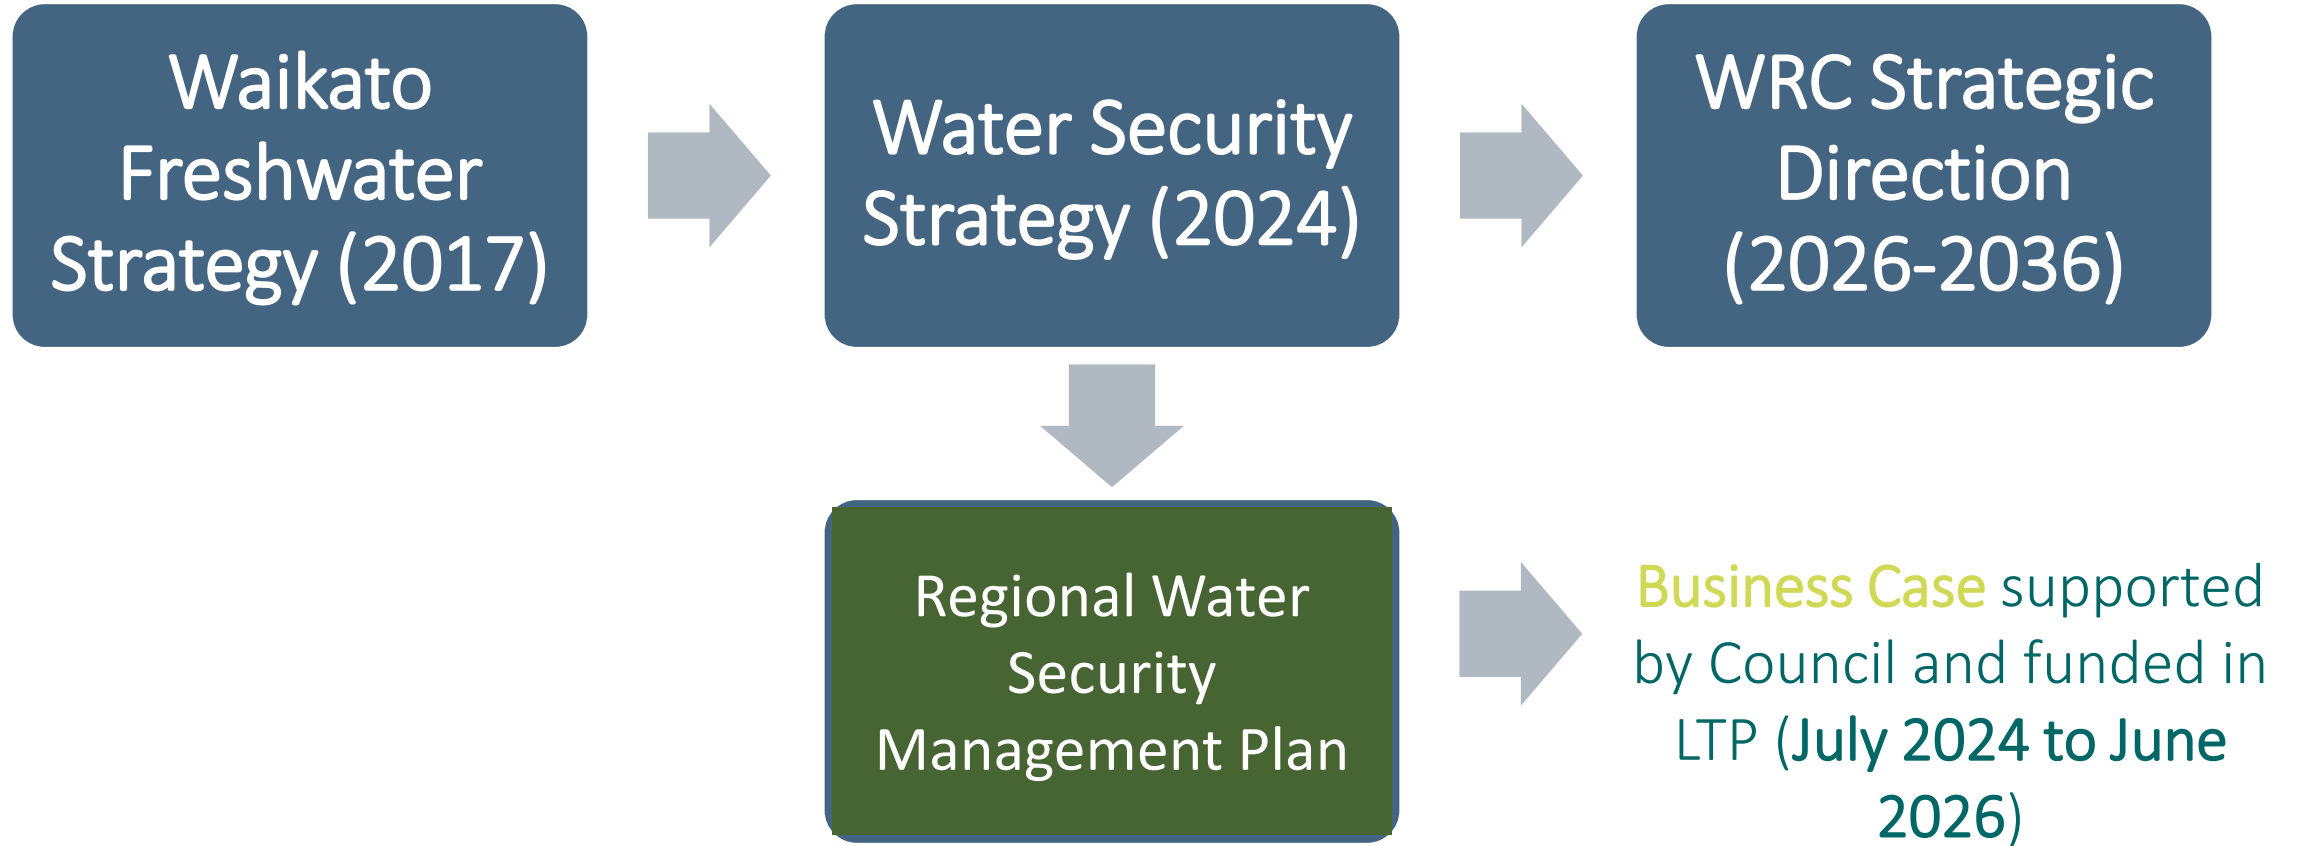 Waikato
Freshwater
Strategy (2017)
Water Security
Strategy (2024)
WRC Strategic
Direction
(2026-2036)
Regional Water
Security
Management Plan
Business Case supported
by Council and funded in
LTP (July 2024 to June
2026)